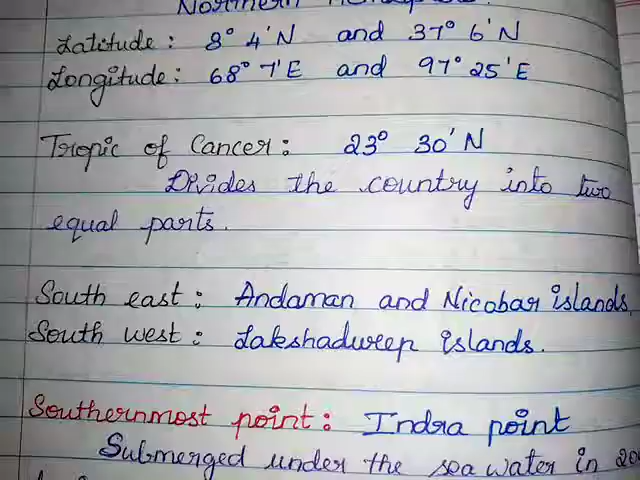 Northern
Latitude: 8° 4'N and 37° 6'N
Longitude: 68° 7'E and 97° 25'E
Tropic of Cancer: 23° 30' N
Divides the country into two
equal parts.
South east: Andaman and Nicobar islands.
South west: Lakshadweep islands.
Southernmost point: Indra point
Submerged under the sea water in 20